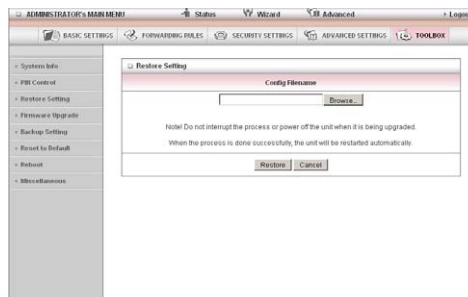 ADMINISTRATOR's MAIN MENU Status Wizard Advanced
BASIC SETTINGS FORWARDING RULES SECURITY SETTINGS ADVANCED SETTINGS TOOLBOX
System Info
Restore Setting
Firmware Upgrade
Backup Setting
Reset to Default
Reboot
Miscellaneous
Restore Setting
Config Filename
Browse...
Note! Do not interrupt the process or power off the unit when it is being upgraded.
When the process is done successfully, the unit will be restarted automatically.
Restore Cancel